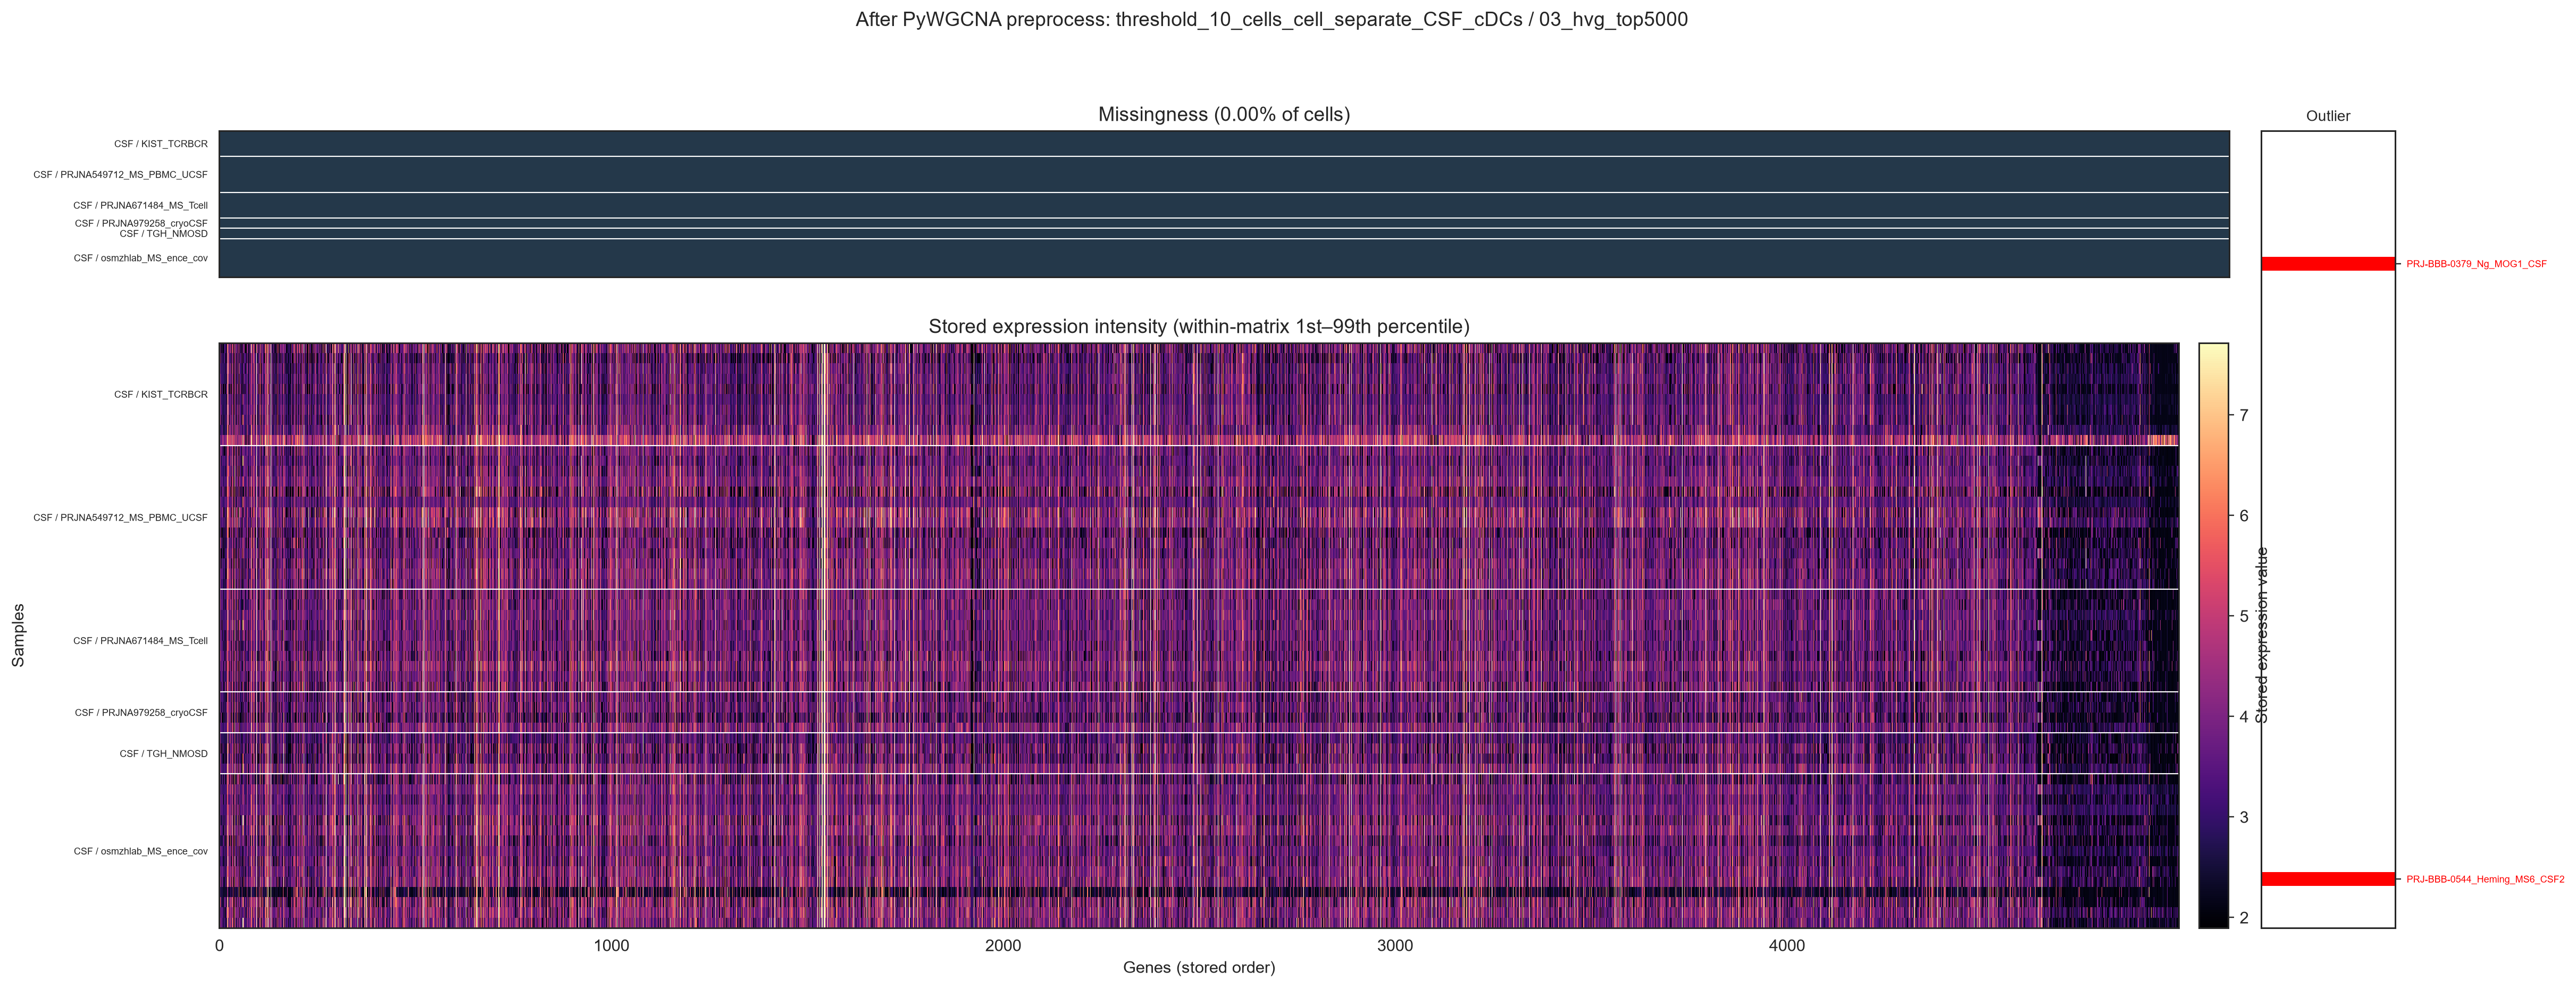 After PyWGCNA preprocess: threshold_10_cells_cell_separate_CSF_cDCs / 03_hvg_top5000
Missingness (0.00% of cells)
Outlier
CSF / KIST_TCRBCR
CSF / PRJNA549712_MS_PBMC_UCSF
CSF / PRJNA671484_MS_Tcell
CSF / PRJNA979258_cryoCSF
CSF / TGH_NMOSD
CSF / osmzhlab_MS_ence_cov
PRJ-BBB-0379_Ng_MOG1_CSF
Stored expression intensity (within-matrix 1st–99th percentile)
CSF / KIST_TCRBCR
CSF / PRJNA549712_MS_PBMC_UCSF
CSF / PRJNA671484_MS_Tcell
CSF / PRJNA979258_cryoCSF
CSF / TGH_NMOSD
CSF / osmzhlab_MS_ence_cov
Samples
7
6
5
4
3
2
Stored expression value
PRJ-BBB-0544_Heming_MS6_CSF2
0 1000 2000 3000 4000
Genes (stored order)